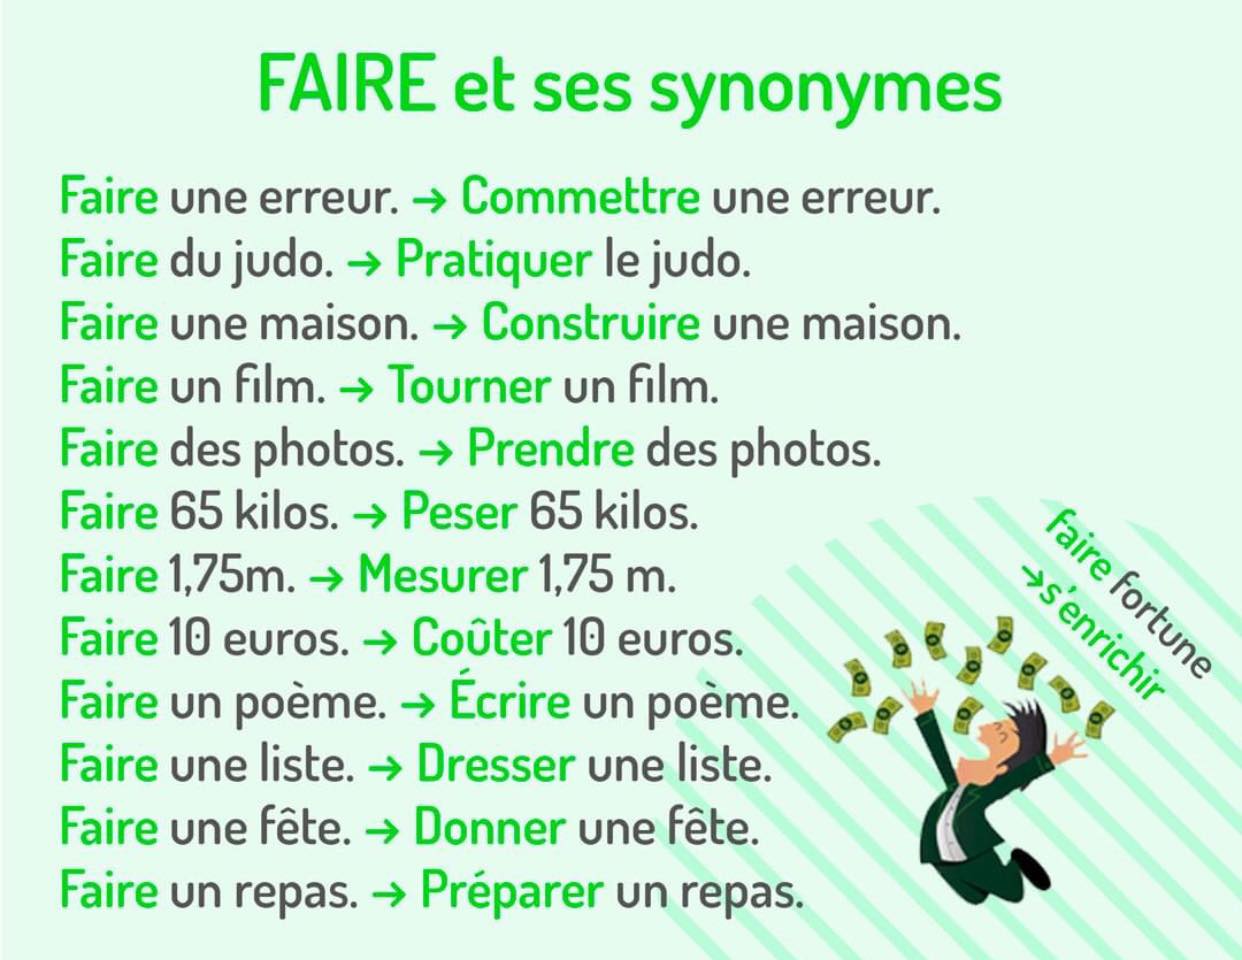 FAIRE et ses synonymes
Faire une erreur. → Commettre une erreur.
Faire du judo. → Pratiquer le judo.
Faire une maison. → Construire une maison.
Faire un film. → Tourner un film.
Faire des photos. → Prendre des photos.
Faire 65 kilos. → Peser 65 kilos.
Faire 1,75m. → Mesurer 1,75 m.
Faire 10 euros. → Coûter 10 euros.
Faire un poème. → Écrire un poème.
Faire une liste. → Dresser une liste.
Faire une fête. → Donner une fête.
Faire un repas. → Préparer un repas.
faire fortune
→s'enrichir